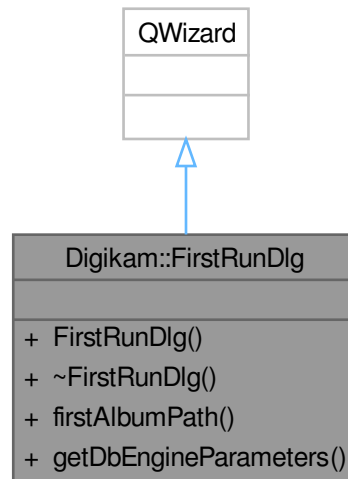 QWizard
Digikam::FirstRunDlg
+ FirstRunDlg()
+ ~FirstRunDlg()
+ firstAlbumPath()
+ getDbEngineParameters()